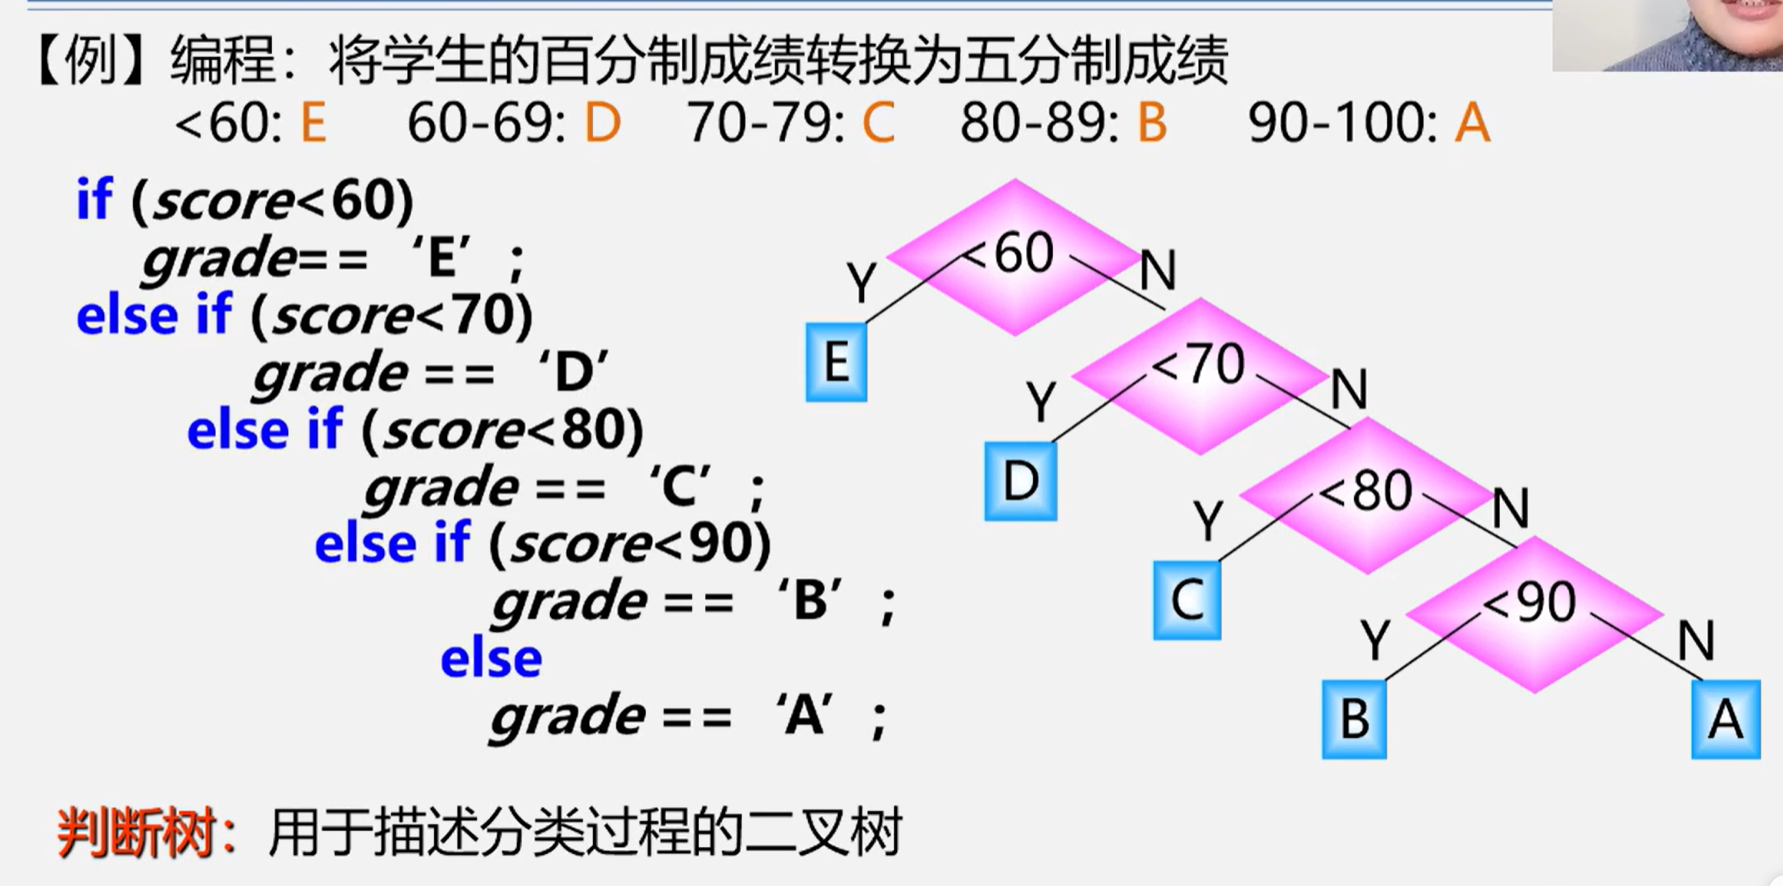 【例】编程：将学生的百分制成绩转换为五分制成绩
<60: E 60-69: D 70-79: C 80-89: B 90-100: A
if (score<60)
grade== ‘E’ ;
else if (score<70)
grade == ‘D’
else if (score<80)
grade == ‘C’ ;
else if (score<90)
grade == ‘B’ ;
else
grade == ‘A’ ;
<60
Y
N
E
<70
Y
N
D
<80
Y
N
C
<90
Y
N
B
A
判断树：用于描述分类过程的二叉树